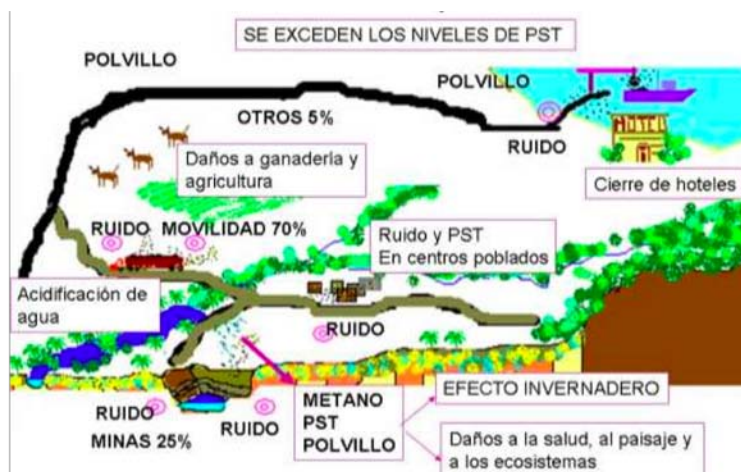 SE EXCEDEN LOS NIVELES DE PST
POLVILLO
POLVILLO
OTROS 5%
RUIDO
HOTEL
Daños a ganadería y
agricultura
Cierre de hoteles
RUIDO MOVILIDAD 70%
Ruido y PST
En centros poblados
Acidificación de
agua
RUIDO
RUIDO
RUIDO
MINAS 25%
METANO
PST
POLVILLO
EFECTO INVERNADERO
Daños a la salud, al paisaje y
a los ecosistemas